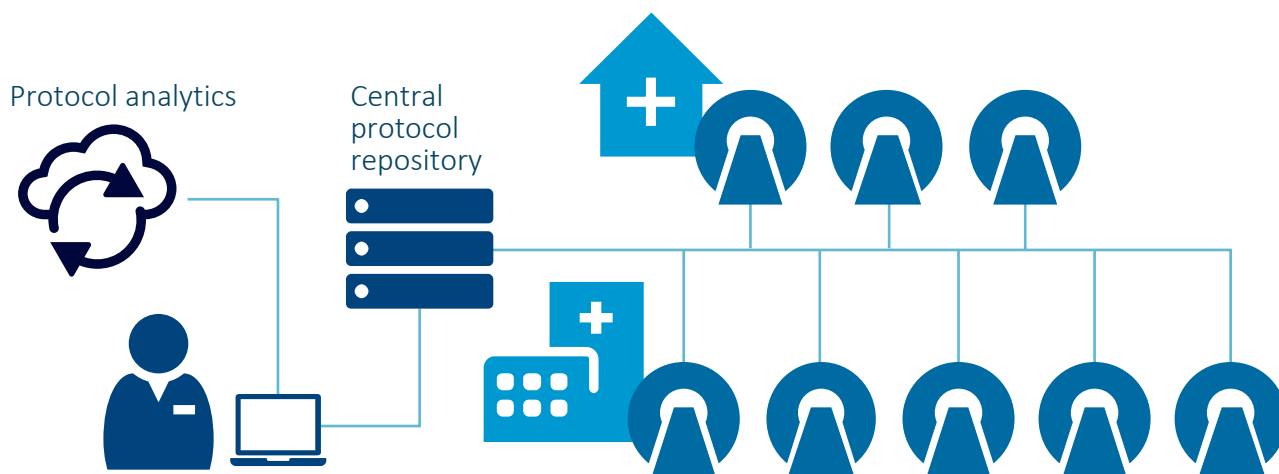 Protocol analytics
Central
protocol
repository